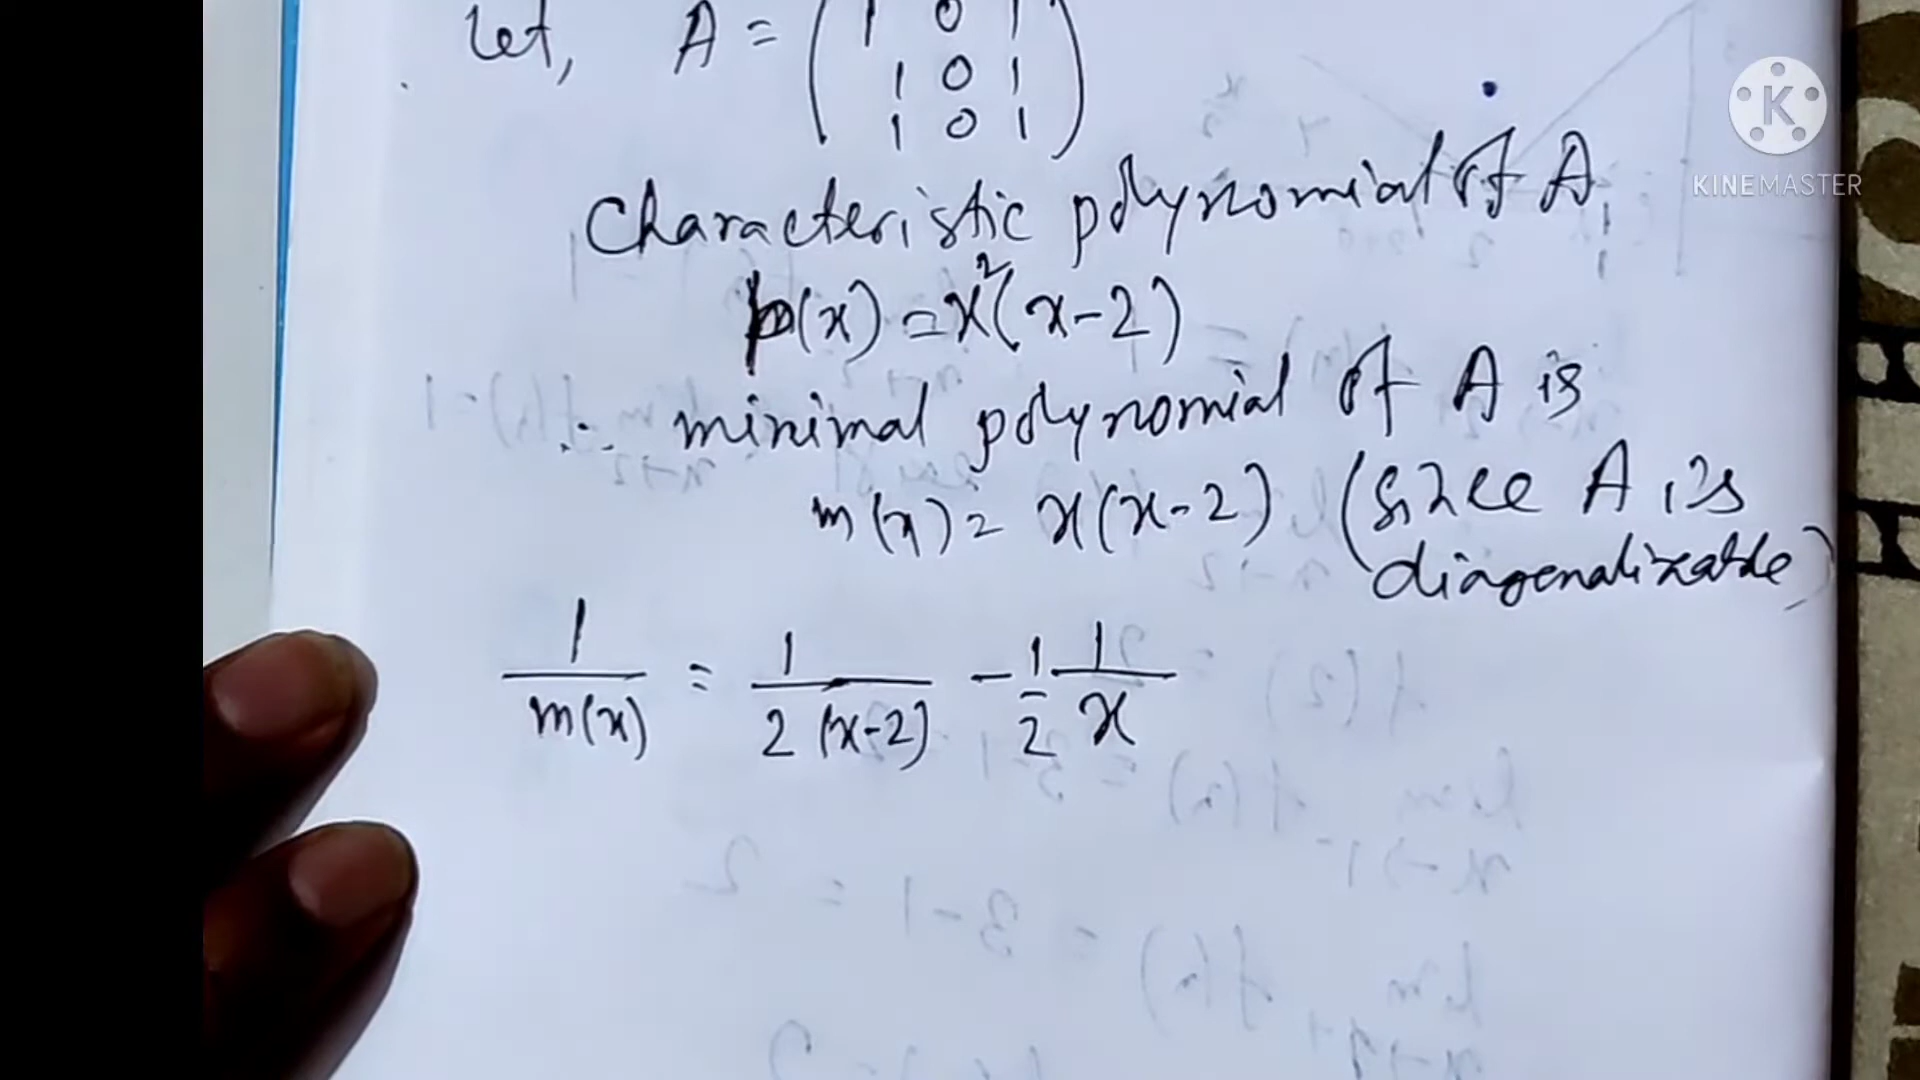 Let, A = ( 1 0 1
1 0 1
1 0 1 )
Characteristic polynomial of A,
p(x) = x²(x-2)
∴ minimal polynomial of A is
m(x) = x(x-2) (since A is
diagonalizable)
1/m(x) = 1/2(x-2) - 1/2 1/x
KINEMASTER